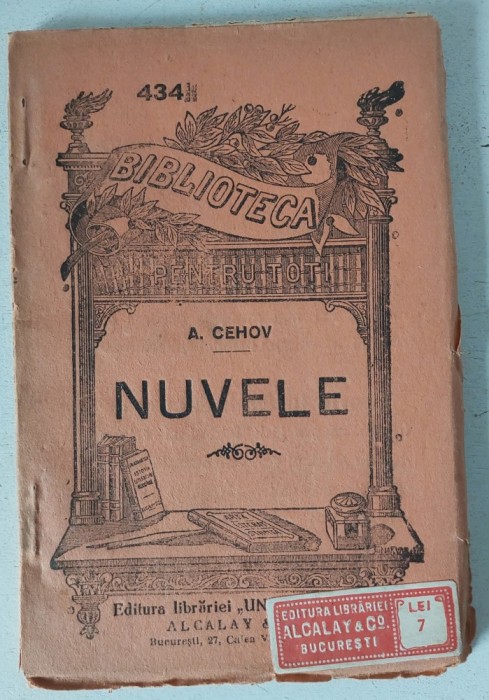 434
BIBLIOTECA
PENTRU TOTI
A. CEHOV
NUVELE
Editura librăriei „UN
ALCALAY &
București, 27, Calea V
EDITURA LIBRĂRIEI
ALCALAY & Co.
BUCUREȘTI
LEI
7